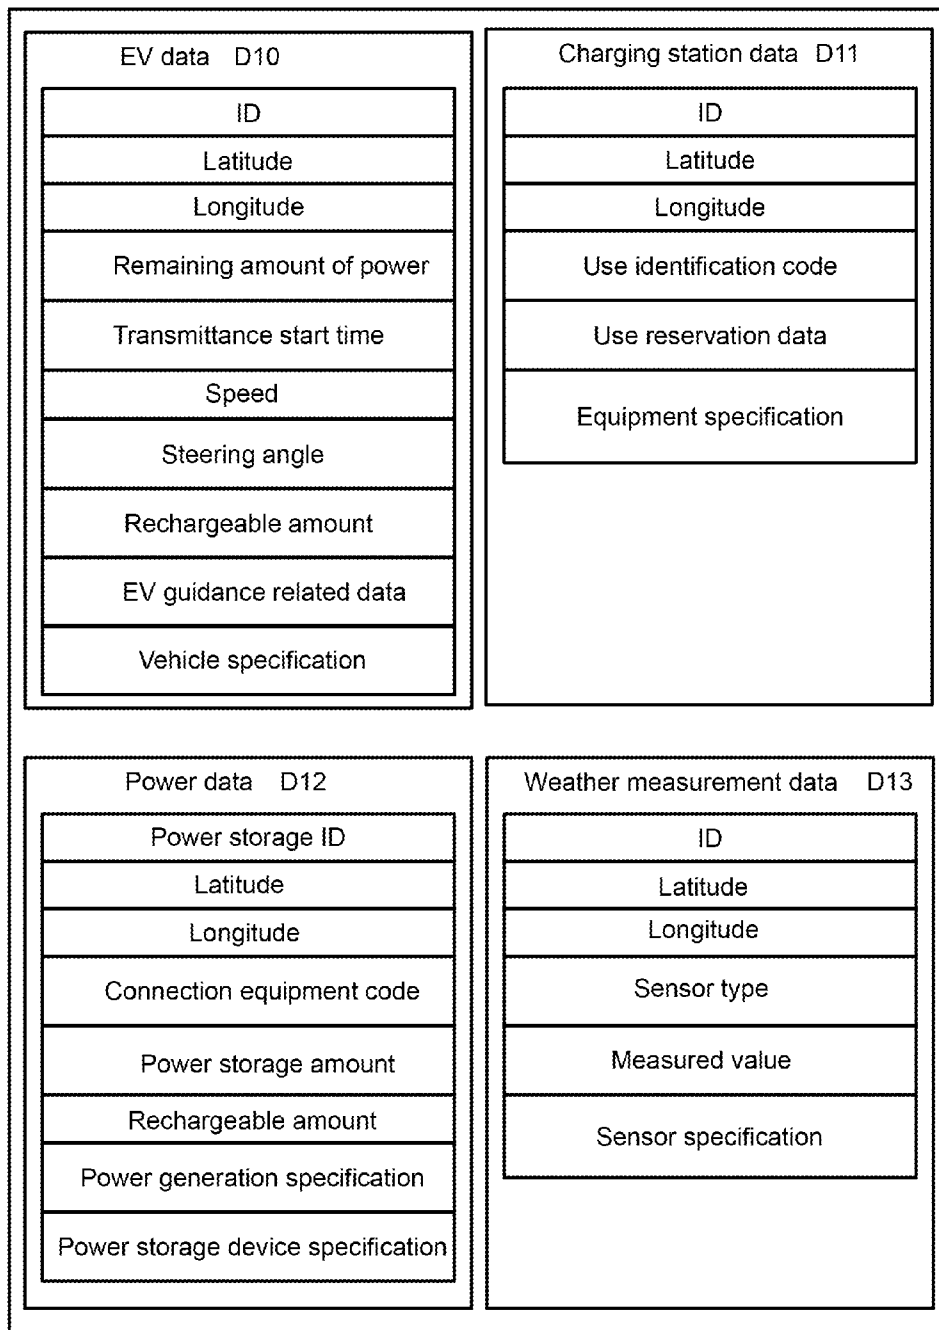 EV data D10
ID
Latitude
Longitude
Remaining amount of power
Transmittance start time
Speed
Steering angle
Rechargeable amount
EV guidance related data
Vehicle specification
Charging station data D11
ID
Latitude
Longitude
Use identification code
Use reservation data
Equipment specification
Power data D12
Power storage ID
Latitude
Longitude
Connection equipment code
Power storage amount
Rechargeable amount
Power generation specification
Power storage device specification
Weather measurement data D13
ID
Latitude
Longitude
Sensor type
Measured value
Sensor specification